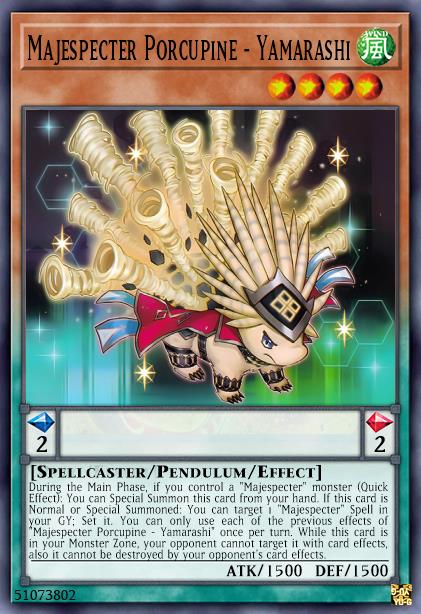 Majespecter Porcupine - Yamarashi
WIND
風
2
2
[Spellcaster/Pendulum/Effect]
During the Main Phase, if you control a "Majespecter" monster (Quick
Effect): You can Special Summon this card from your hand. If this card is
Normal or Special Summoned: You can target 1 "Majespecter" Spell in
your GY; Set it. You can only use each of the previous effects of
"Majespecter Porcupine - Yamarashi" once per turn. While this card is
in your Monster Zone, your opponent cannot target it with card effects,
also it cannot be destroyed by your opponent's card effects.
ATK/1500 DEF/1500
51073802